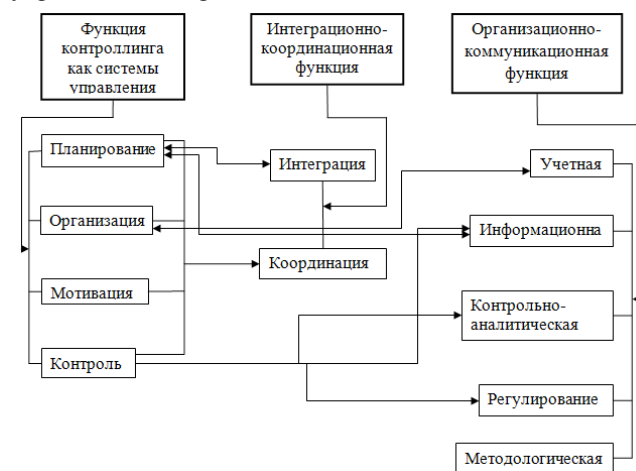 Функция
контроллинга
как системы
управления
Интеграционно-
координационная
функция
Организационно-
коммуникационная
функция
Планирование
Интеграция
Учетная
Организация
Информационна
Координация
Мотивация
Контрольно-
аналитическая
Контроль
Регулирование
Методологическая